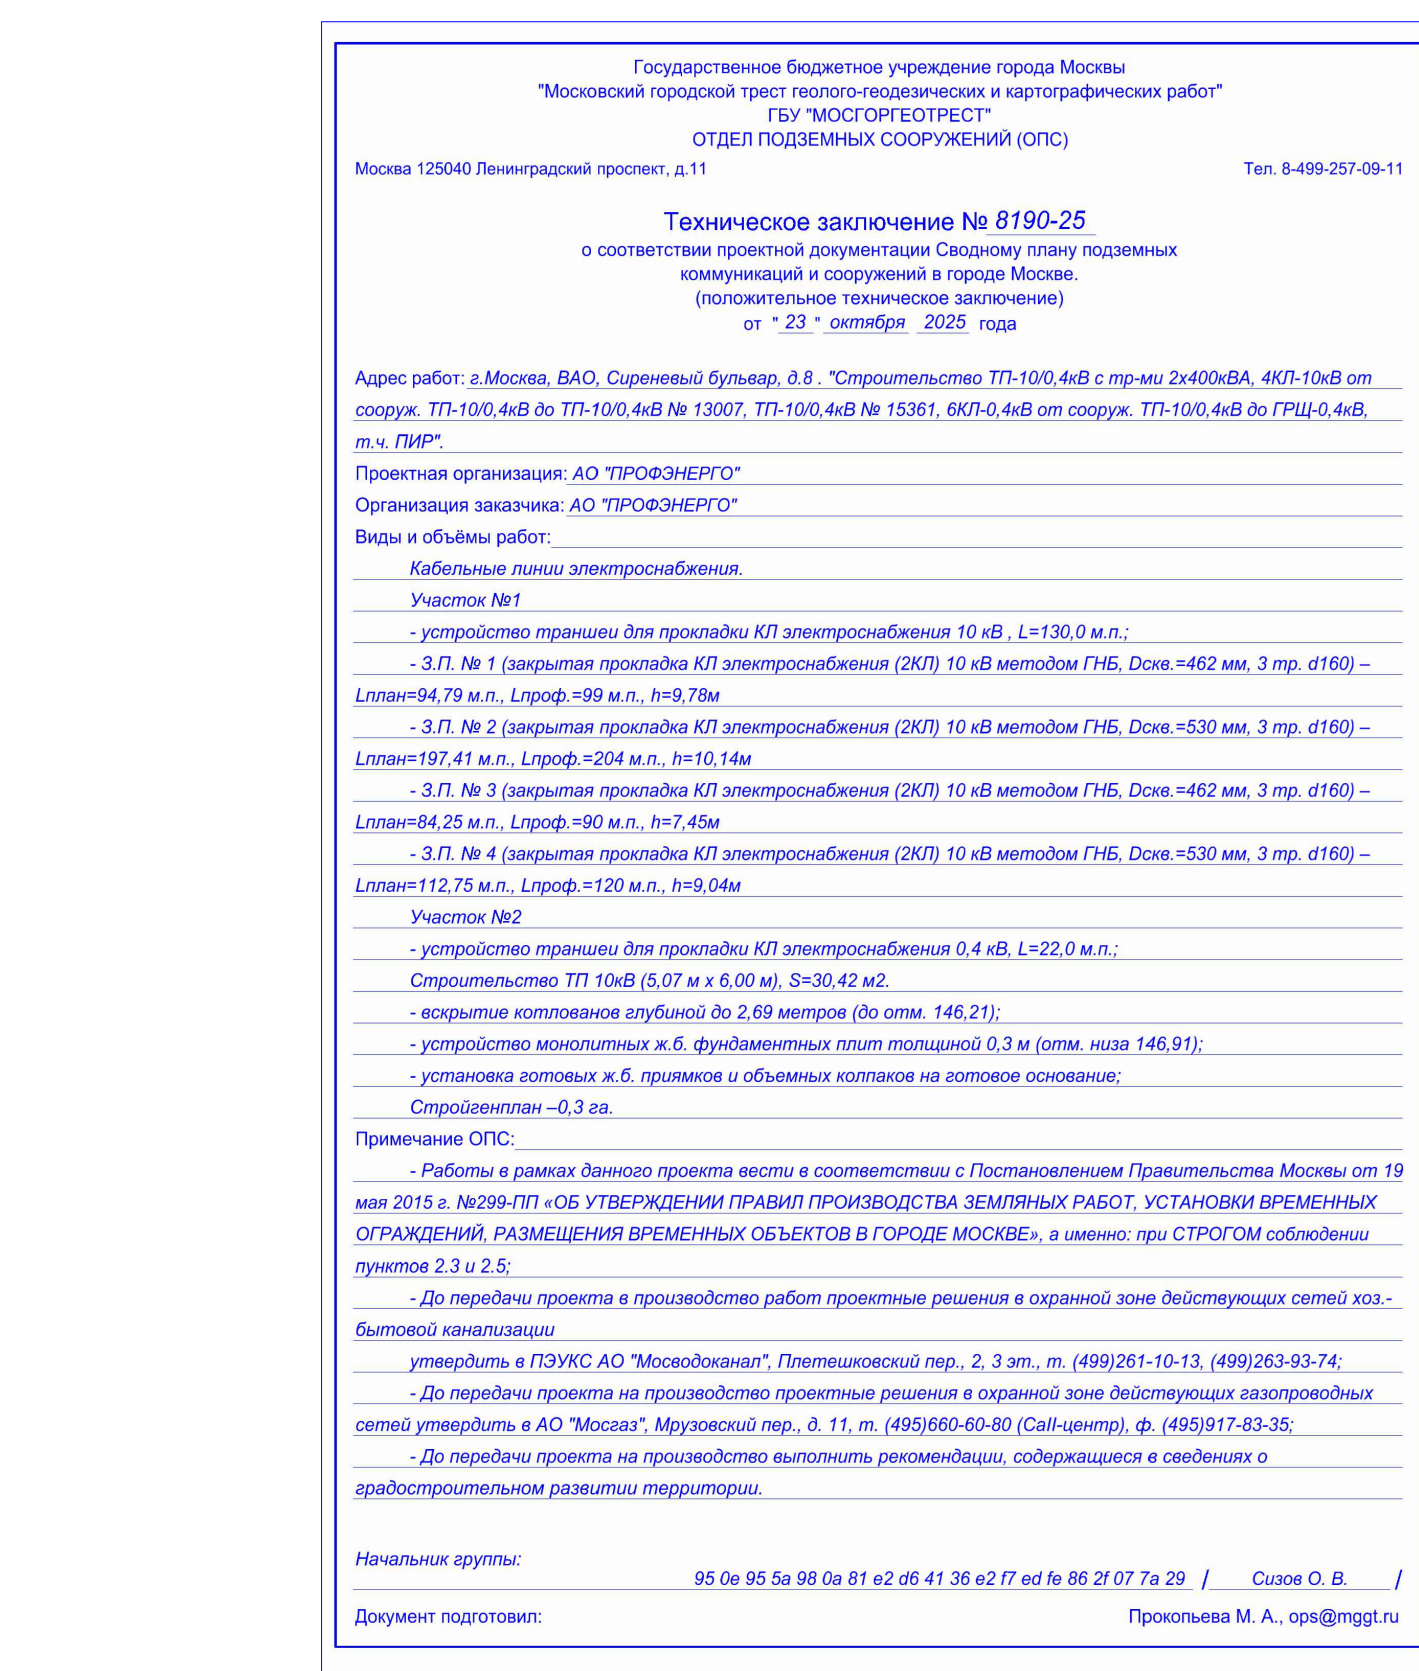 Государственное бюджетное учреждение города Москвы
"Московский городской трест геолого-геодезических и картографических работ"
ГБУ "МОСГОРГЕОТРЕСТ"
ОТДЕЛ ПОДЗЕМНЫХ СООРУЖЕНИЙ (ОПС)
Москва 125040 Ленинградский проспект, д.11 Тел. 8-499-257-09-11
Техническое заключение № 8190-25
о соответствии проектной документации Сводному плану подземных
коммуникаций и сооружений в городе Москве.
(положительное техническое заключение)
от " 23 " октября 2025 года
Адрес работ: г.Москва, ВАО, Сиреневый бульвар, д.8 . "Строительство ТП-10/0,4кВ с тр-ми 2х400кВА, 4КЛ-10кВ от
сооруж. ТП-10/0,4кВ до ТП-10/0,4кВ № 13007, ТП-10/0,4кВ № 15361, 6КЛ-0,4кВ от сооруж. ТП-10/0,4кВ до ГРЩ-0,4кВ,
т.ч. ПИР".
Проектная организация: АО "ПРОФЭНЕРГО"
Организация заказчика: АО "ПРОФЭНЕРГО"
Виды и объёмы работ:
Кабельные линии электроснабжения.
Участок №1
- устройство траншеи для прокладки КЛ электроснабжения 10 кВ , L=130,0 м.п.;
- З.П. № 1 (закрытая прокладка КЛ электроснабжения (2КЛ) 10 кВ методом ГНБ, Dскв.=462 мм, 3 тр. d160) –
Lплан=94,79 м.п., Lпроф.=99 м.п., h=9,78м
- З.П. № 2 (закрытая прокладка КЛ электроснабжения (2КЛ) 10 кВ методом ГНБ, Dскв.=530 мм, 3 тр. d160) –
Lплан=197,41 м.п., Lпроф.=204 м.п., h=10,14м
- З.П. № 3 (закрытая прокладка КЛ электроснабжения (2КЛ) 10 кВ методом ГНБ, Dскв.=462 мм, 3 тр. d160) –
Lплан=84,25 м.п., Lпроф.=90 м.п., h=7,45м
- З.П. № 4 (закрытая прокладка КЛ электроснабжения (2КЛ) 10 кВ методом ГНБ, Dскв.=530 мм, 3 тр. d160) –
Lплан=112,75 м.п., Lпроф.=120 м.п., h=9,04м
Участок №2
- устройство траншеи для прокладки КЛ электроснабжения 0,4 кВ, L=22,0 м.п.;
Строительство ТП 10кВ (5,07 м х 6,00 м), S=30,42 м2.
- вскрытие котлованов глубиной до 2,69 метров (до отм. 146,21);
- устройство монолитных ж.б. фундаментных плит толщиной 0,3 м (отм. низа 146,91);
- установка готовых ж.б. приямков и объемных колпаков на готовое основание;
Стройгенплан –0,3 га.
Примечание ОПС:
- Работы в рамках данного проекта вести в соответствии с Постановлением Правительства Москвы от 19
мая 2015 г. №299-ПП «ОБ УТВЕРЖДЕНИИ ПРАВИЛ ПРОИЗВОДСТВА ЗЕМЛЯНЫХ РАБОТ, УСТАНОВКИ ВРЕМЕННЫХ
ОГРАЖДЕНИЙ, РАЗМЕЩЕНИЯ ВРЕМЕННЫХ ОБЪЕКТОВ В ГОРОДЕ МОСКВЕ», а именно: при СТРОГОМ соблюдении
пунктов 2.3 и 2.5;
- До передачи проекта в производство работ проектные решения в охранной зоне действующих сетей хоз.-
бытовой канализации
утвердить в ПЭУКС АО "Мосводоканал", Плетешковский пер., 2, 3 эт., т. (499)261-10-13, (499)263-93-74;
- До передачи проекта на производство проектные решения в охранной зоне действующих газопроводных
сетей утвердить в АО "Мосгаз", Мрузовский пер., д. 11, т. (495)660-60-80 (Call-центр), ф. (495)917-83-35;
- До передачи проекта на производство выполнить рекомендации, содержащиеся в сведениях о
градостроительном развитии территории.
Начальник группы:
95 0e 95 5a 98 0a 81 e2 d6 41 36 e2 f7 ed fe 86 2f 07 7a 29 / Сизов О. В. /
Документ подготовил: Прокопьева М. А., ops@mggt.ru